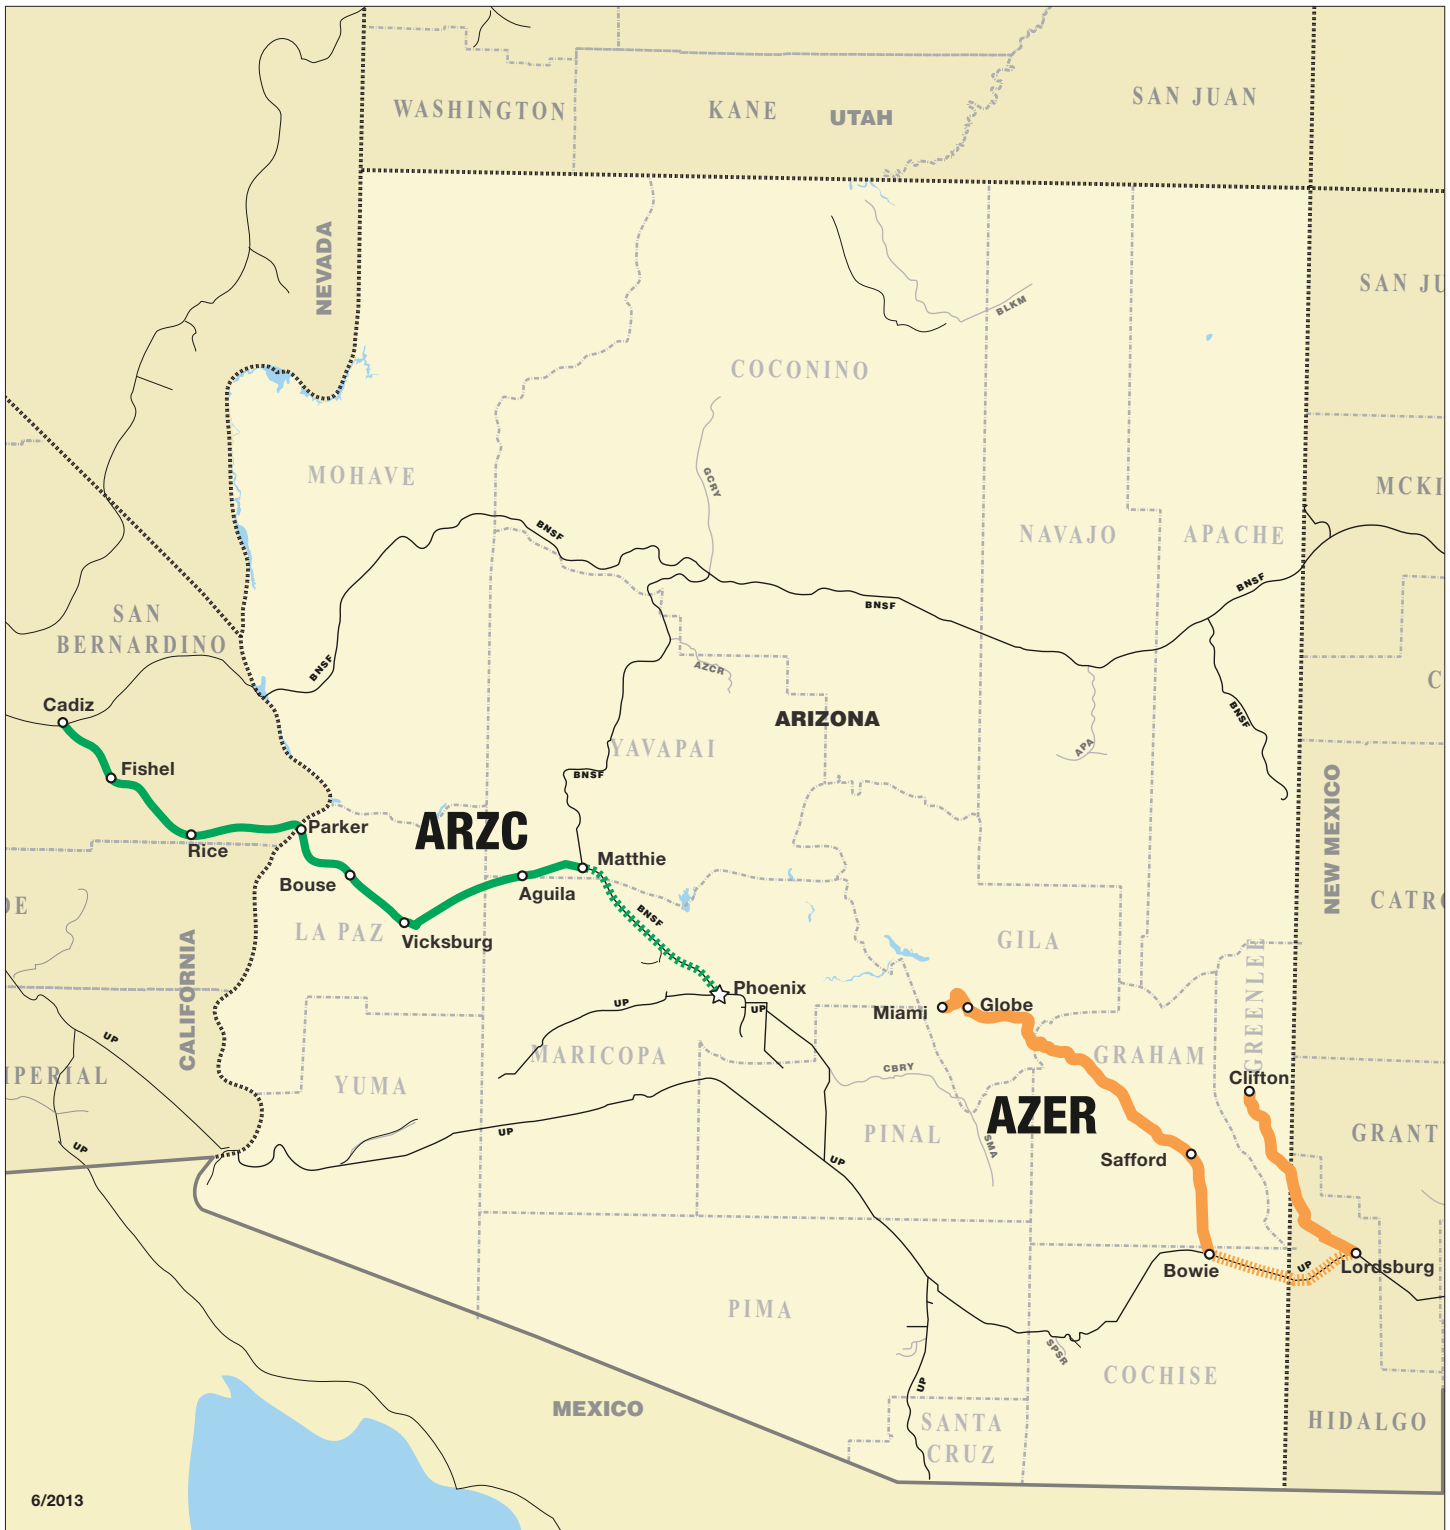 WASHINGTON
KANE
UTAH
SAN JUAN
NEVADA
SAN JU
BLKM
COCONINO
MOHAVE
GCRY
MCKI
NAVAJO
APACHE
BNSF
BNSF
BNSF
SAN
BERNARDINO
BNSF
AZCR
C
Cadiz
ARIZONA
BNSF
YAVAPAI
APA
Fishel
BNSF
NEW MEXICO
Parker
ARZC
Rice
Matthie
Bouse
Aguila
DE
CATRO
BNSF
LA PAZ
Vicksburg
GILA
CALIFORNIA
GREENLEE
Phoenix
UP
UP
Miami
Globe
UP
MARICOPA
GRAHAM
IPERIAL
YUMA
CBRY
Clifton
AZER
UP
UP
PINAL
SMA
GRANT
UP
Safford
Bowie
UP
Lordsburg
PIMA
SPSR
COCHISE
UP
MEXICO
SANTA
CRUZ
HIDALGO
6/2013